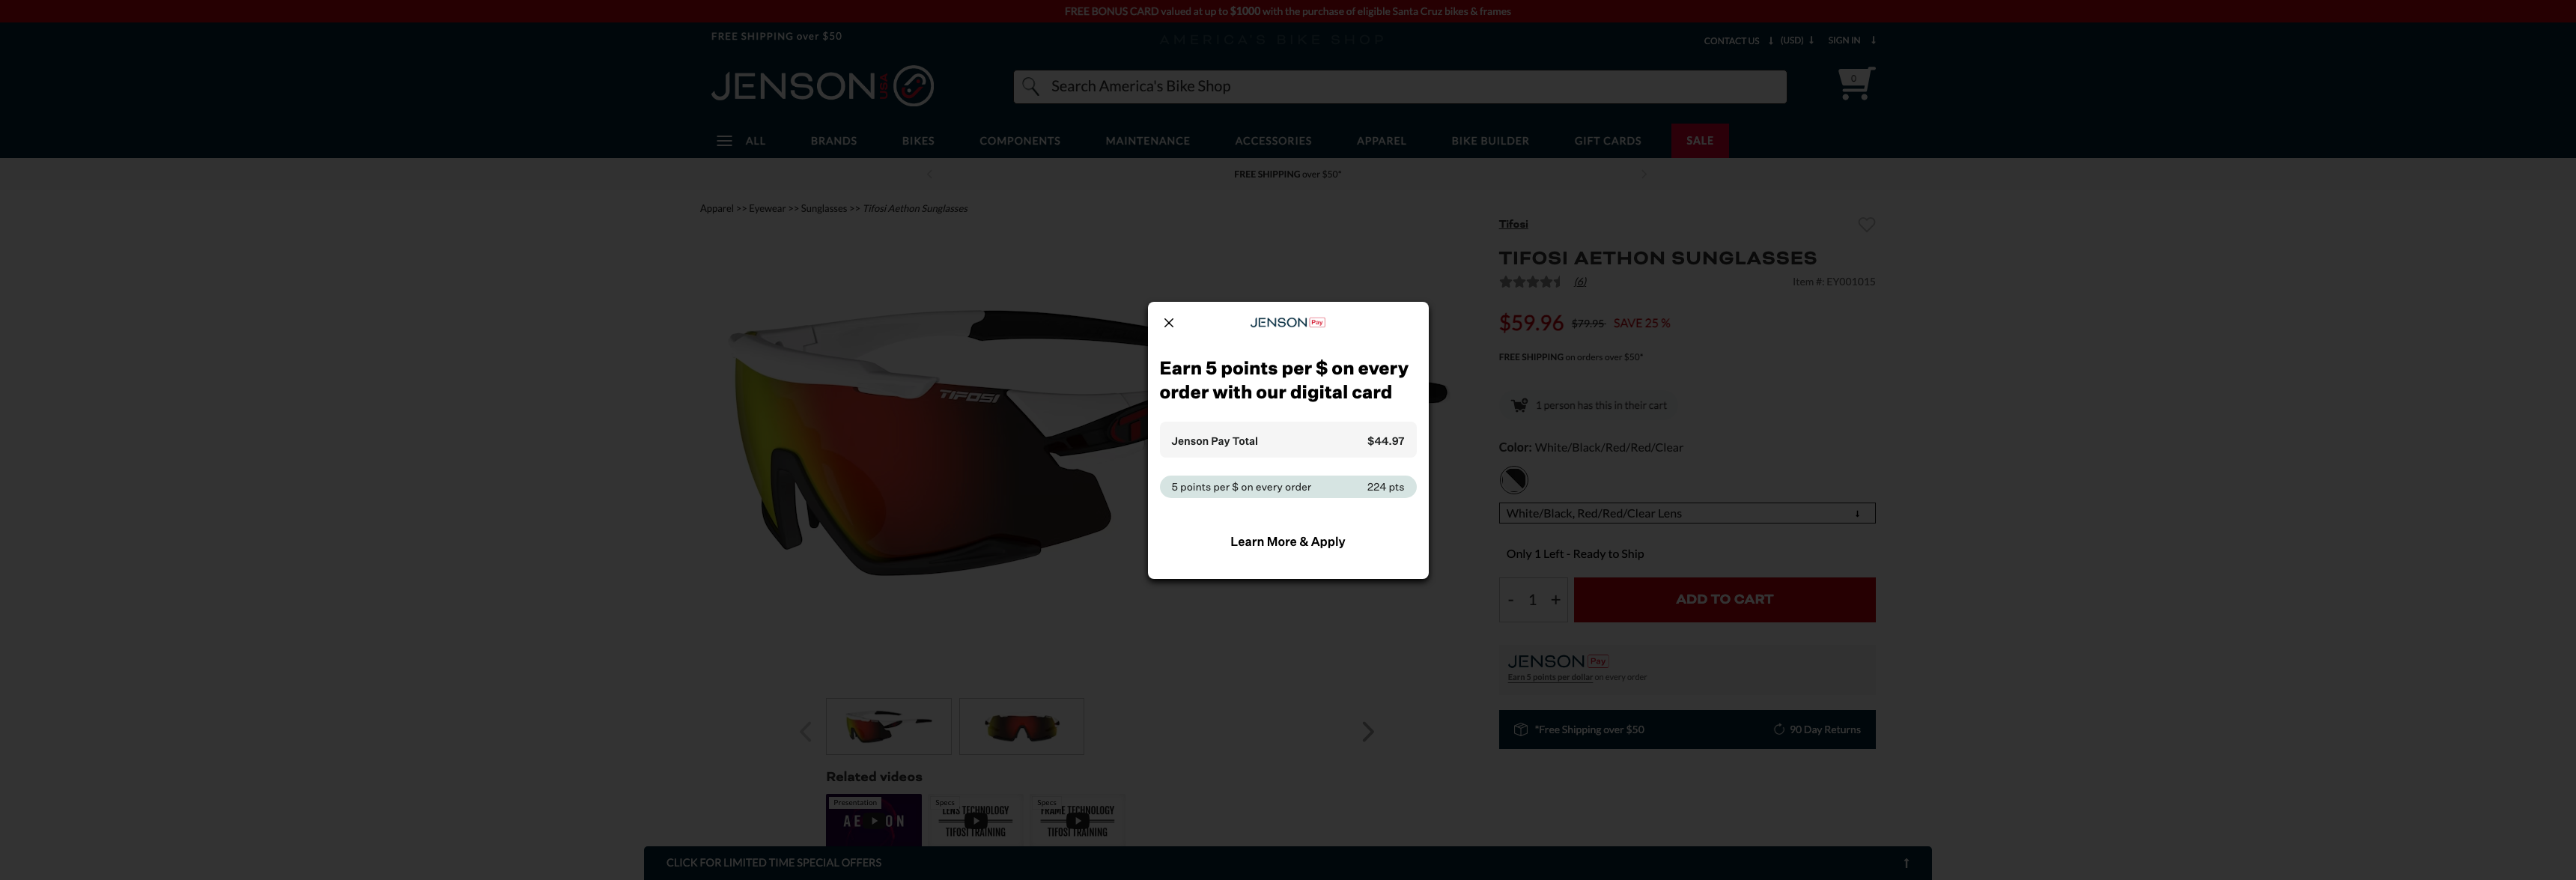 FREE BONUS CARD valued at up to $1000 with the purchase of eligible Santa Cruz bikes & frames
FREE SHIPPING over $50
AMERICA'S BIKE SHOP
CONTACT US
(USD)
SIGN IN
JENSON USA
Search America's Bike Shop
0
ALL
BRANDS
BIKES
COMPONENTS
MAINTENANCE
ACCESSORIES
APPAREL
BIKE BUILDER
GIFT CARDS
SALE
FREE SHIPPING over $50*
Apparel >> Eyewear >> Sunglasses >> Tifosi Aethon Sunglasses
TIFOSI
JENSON Pay
Earn 5 points per $ on every
order with our digital card
Jenson Pay Total $44.97
5 points per $ on every order 224 pts
Learn More & Apply
Tifosi
TIFOSI AETHON SUNGLASSES
(6)
Item #: EY001015
$59.96 $79.95 SAVE 25 %
FREE SHIPPING on orders over $50*
1 person has this in their cart
Color: White/Black/Red/Red/Clear
White/Black, Red/Red/Clear Lens
Only 1 Left - Ready to Ship
- 1 +
ADD TO CART
JENSON Pay
Earn 5 points per dollar on every order
*Free Shipping over $50
90 Day Returns
Related videos
Presentation
AE ON
Specs
LENS TECHNOLOGY
TIFOSI TRAINING
Specs
FRAME TECHNOLOGY
TIFOSI TRAINING
CLICK FOR LIMITED TIME SPECIAL OFFERS